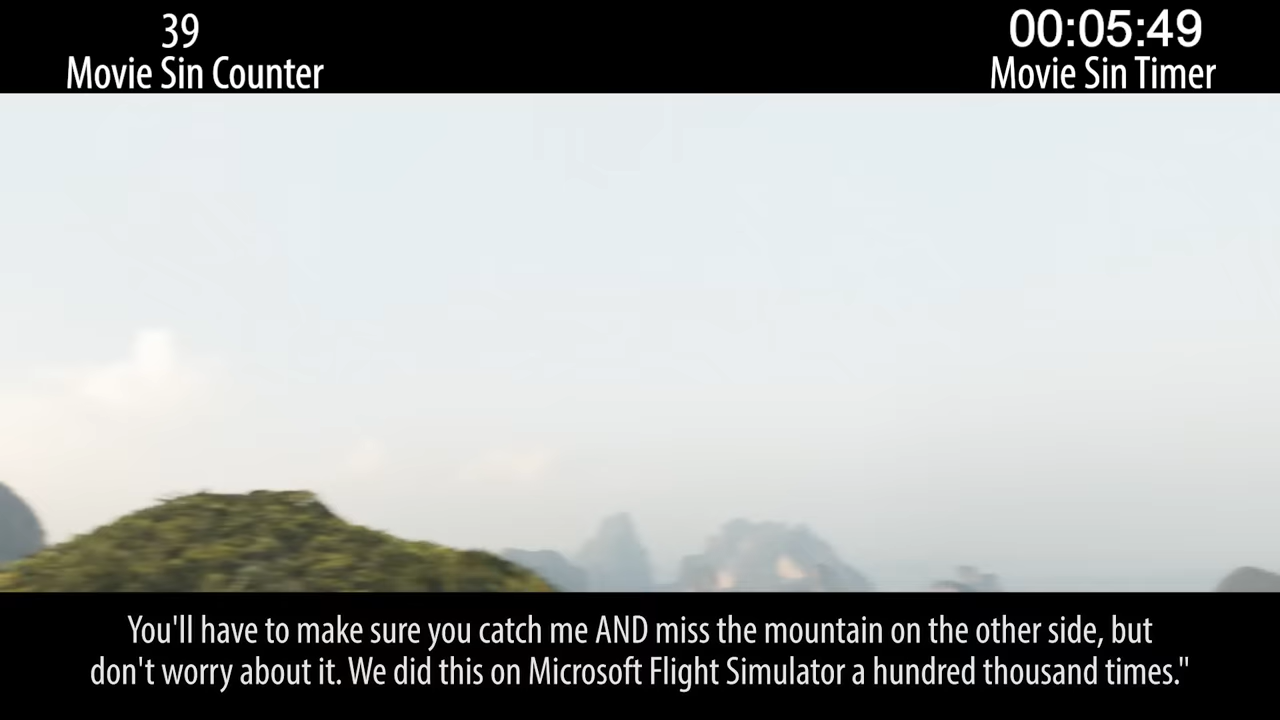 39
Movie Sin Counter
00:05:49
Movie Sin Timer
You'll have to make sure you catch me AND miss the mountain on the other side, but
don't worry about it. We did this on Microsoft Flight Simulator a hundred thousand times."